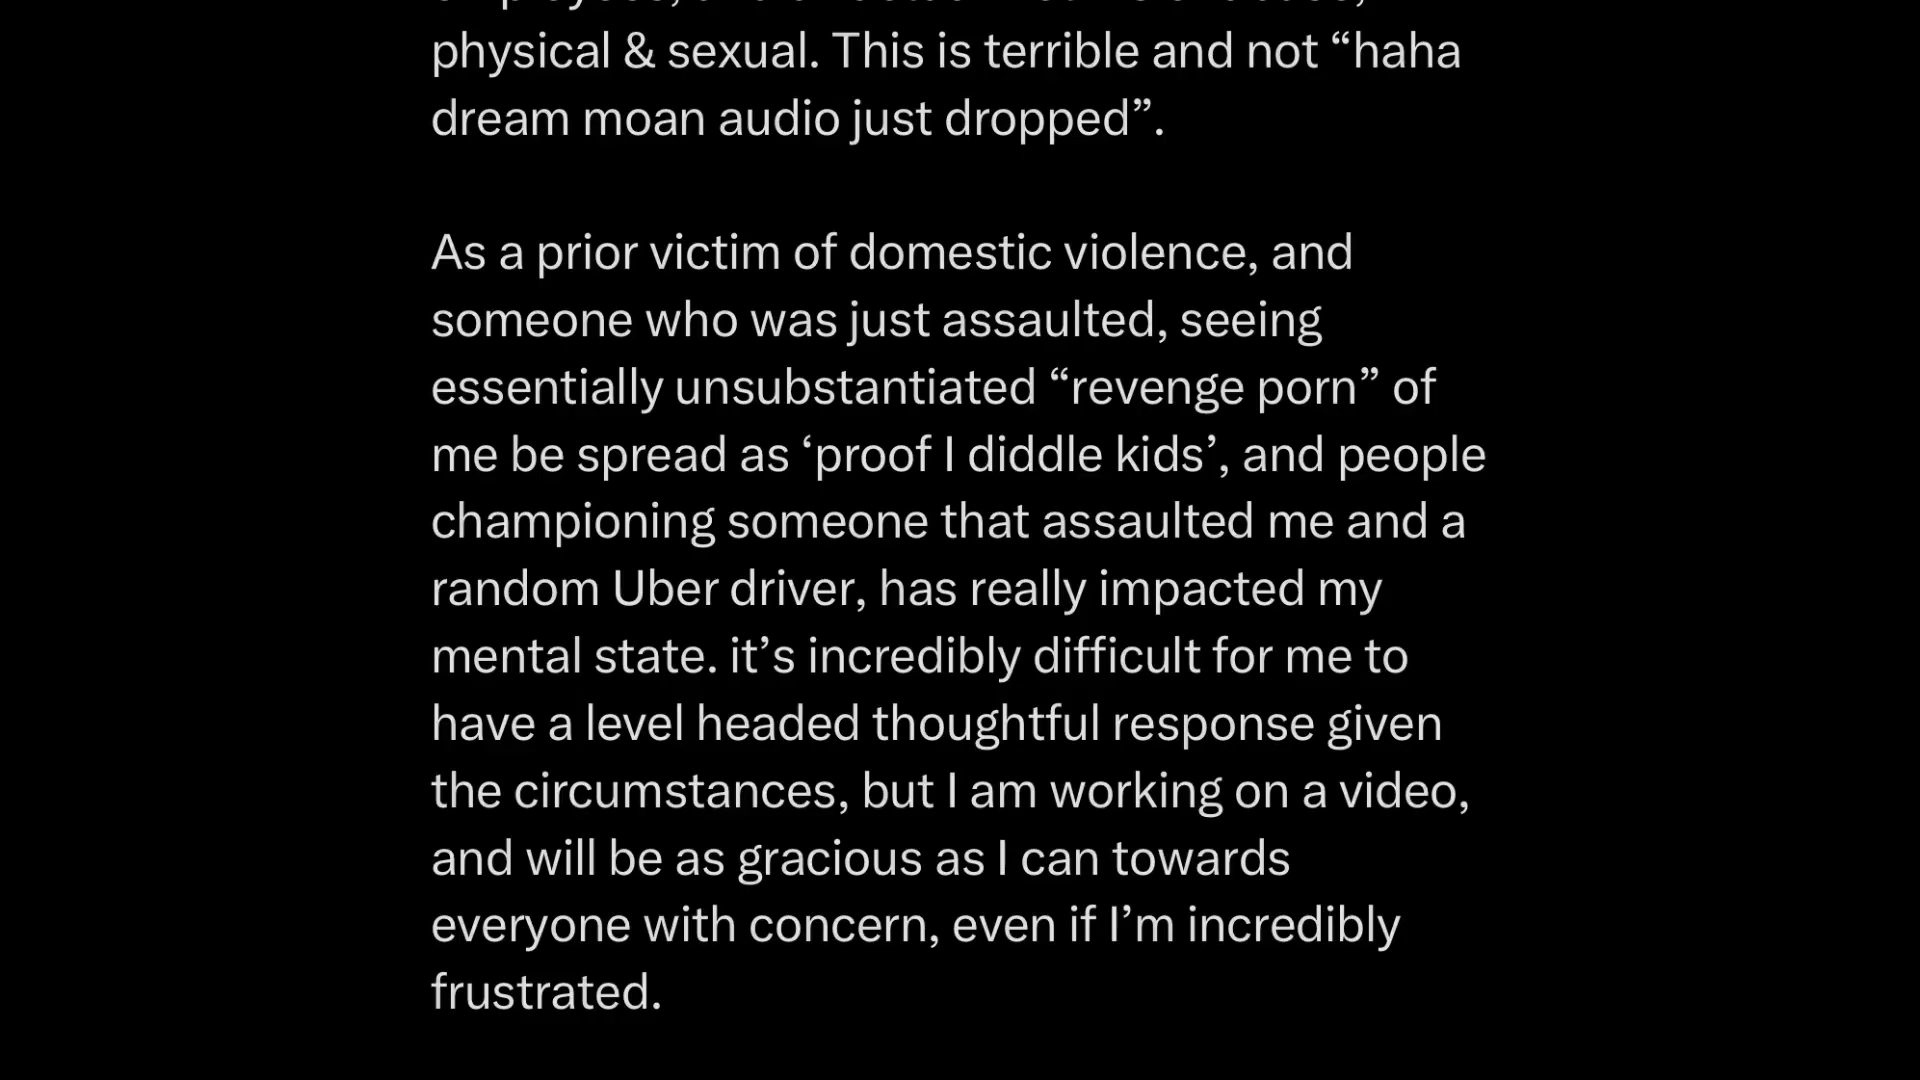 physical & sexual. This is terrible and not “haha
dream moan audio just dropped”.
As a prior victim of domestic violence, and
someone who was just assaulted, seeing
essentially unsubstantiated “revenge porn” of
me be spread as ‘proof I diddle kids’, and people
championing someone that assaulted me and a
random Uber driver, has really impacted my
mental state. it’s incredibly difficult for me to
have a level headed thoughtful response given
the circumstances, but I am working on a video,
and will be as gracious as I can towards
everyone with concern, even if I’m incredibly
frustrated.